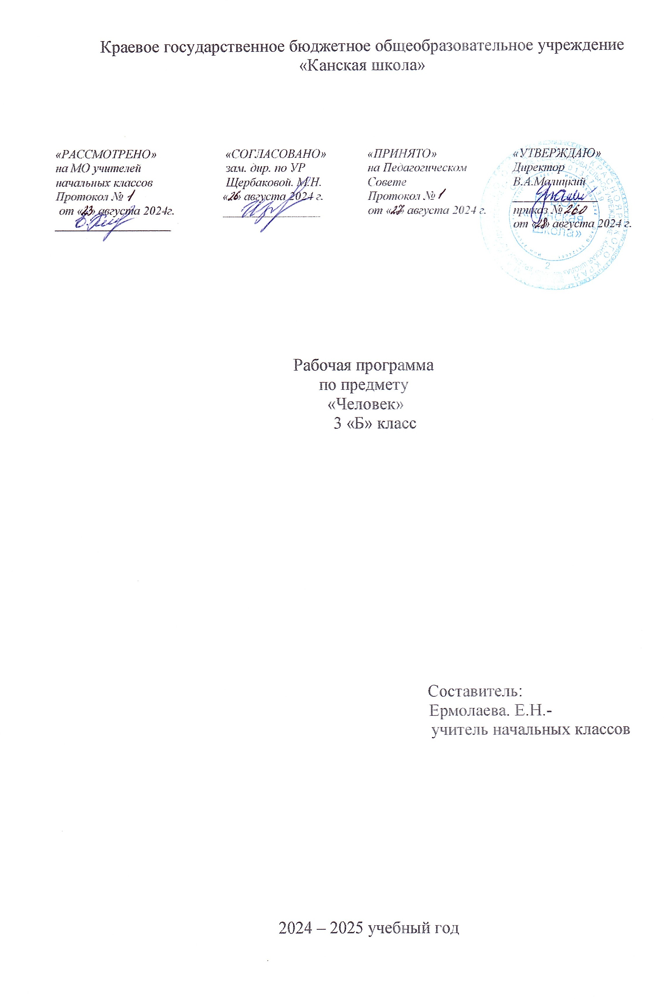 Краевое государственное бюджетное общеобразовательное учреждение
«Канская школа»
«РАССМОТРЕНО»
на МО учителей
начальных классов
Протокол № 1
от «23» августа 2024г.
«СОГЛАСОВАНО»
зам. дир. по УР
Щербаковой. М.Н.
«26» августа 2024 г.
«ПРИНЯТО»
на Педагогическом
Совете
Протокол № 1
от «27» августа 2024 г.
«УТВЕРЖДАЮ»
Директор
В.А.Малицкий
приказ № 260
от «28» августа 2024 г.
«Канская
школа»
2
Рабочая программа
по предмету
«Человек»
3 «Б» класс
Составитель:
Ермолаева. Е.Н.-
учитель начальных классов
2024 – 2025 учебный год